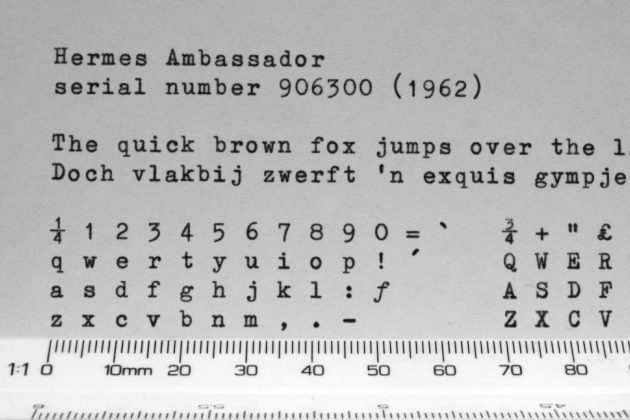 Hermes Ambassador
serial number 906300 (1962)
The quick brown fox jumps over the l
Doch vlakbij zwerft 'n exquis gympje
¼ 1 2 3 4 5 6 7 8 9 0 = ` ¾ + " £
q w e r t y u i o p ! ´ Q W E R
a s d f g h j k l : ƒ A S D F
z x c v b n m , . - Z X C V
1:1 0 10mm 20 30 40 50 60 70 80